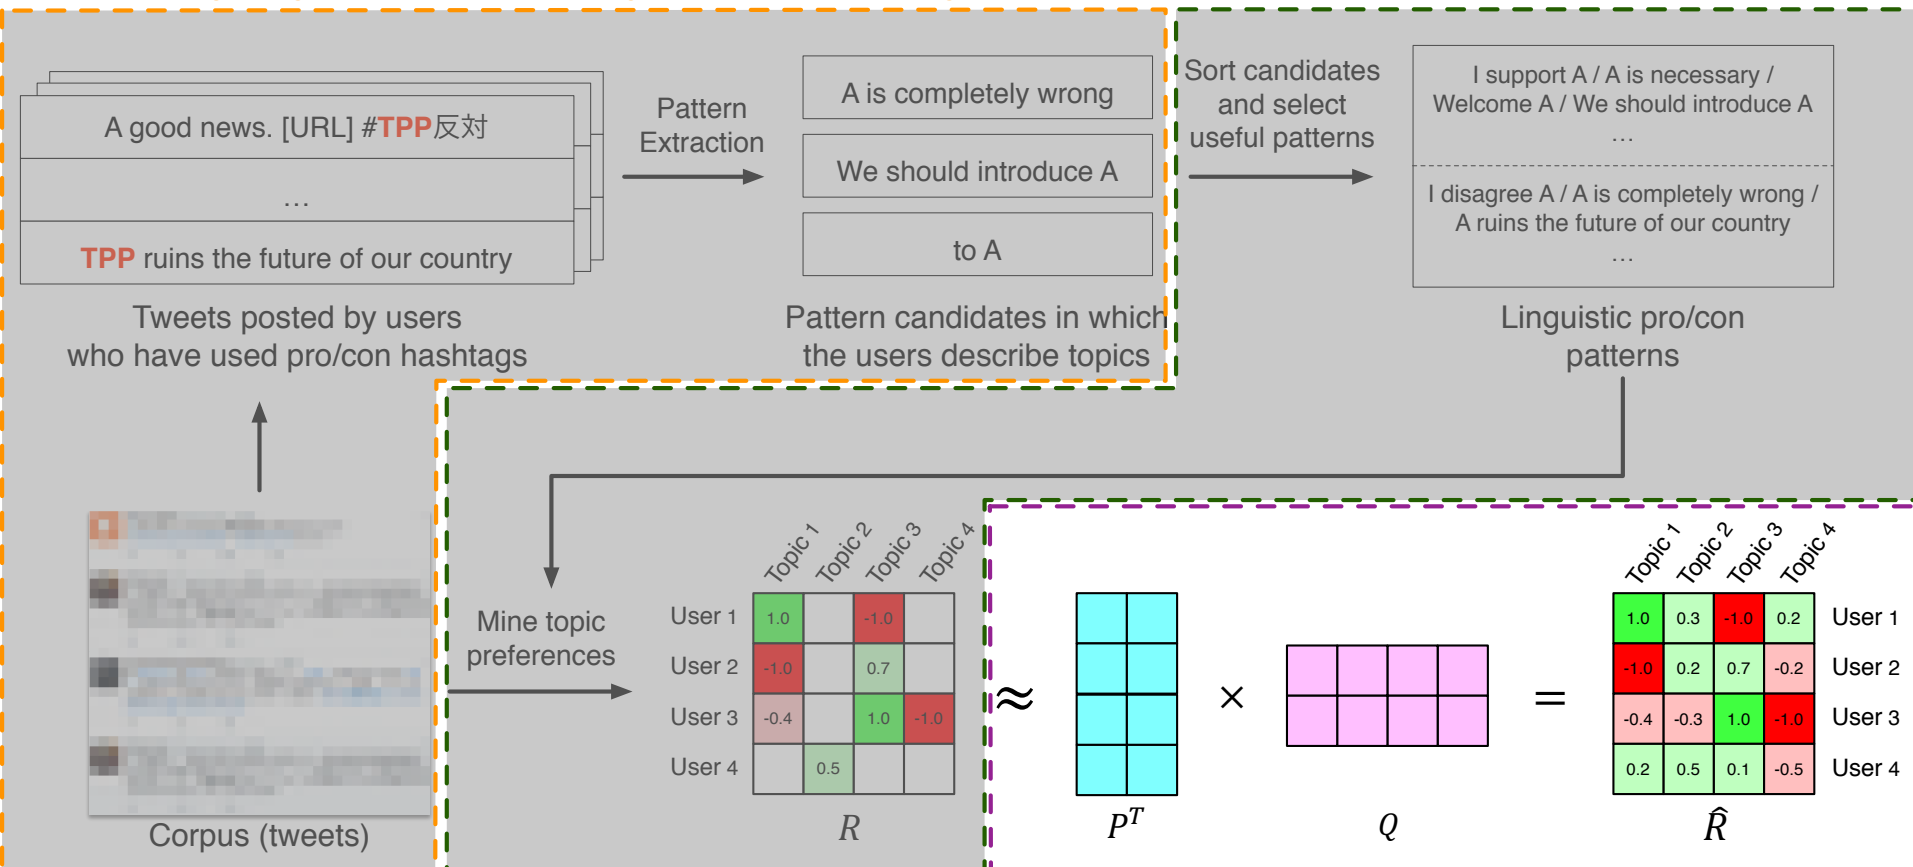 A good news. [URL] #TPP反対
…
TPP ruins the future of our country
Tweets posted by users
who have used pro/con hashtags
Pattern
Extraction
A is completely wrong
We should introduce A
to A
Pattern candidates in which
the users describe topics
Sort candidates
and select
useful patterns
I support A / A is necessary /
Welcome A / We should introduce A
…
I disagree A / A is completely wrong /
A ruins the future of our country
…
Linguistic pro/con
patterns
Corpus (tweets)
Mine topic
preferences
Topic 1 Topic 2 Topic 3 Topic 4
User 1 1.0 -1.0
User 2 -1.0 0.7
User 3 -0.4 1.0 -1.0
User 4 0.5
R
≈
P^T
×
Q
=
Topic 1 Topic 2 Topic 3 Topic 4
1.0 0.3 -1.0 0.2 User 1
-1.0 0.2 0.7 -0.2 User 2
-0.4 -0.3 1.0 -1.0 User 3
0.2 0.5 0.1 -0.5 User 4
R̂